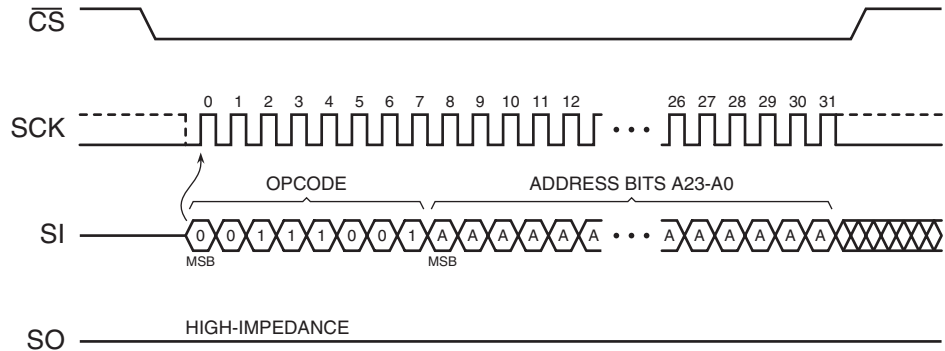 CS
0 1 2 3 4 5 6 7 8 9 10 11 12 26 27 28 29 30 31
SCK
OPCODE ADDRESS BITS A23-A0
SI 0 0 1 1 1 0 0 1 A A A A A A A A A A A A
MSB MSB
HIGH-IMPEDANCE
SO